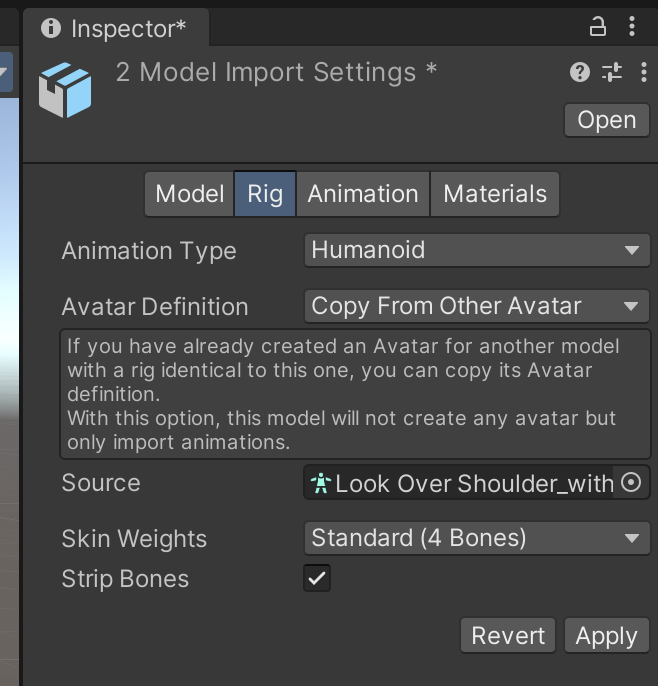 Inspector*
2 Model Import Settings *
Open
Model Rig Animation Materials
Animation Type Humanoid
Avatar Definition Copy From Other Avatar
If you have already created an Avatar for another model
with a rig identical to this one, you can copy its Avatar
definition.
With this option, this model will not create any avatar but
only import animations.
Source Look Over Shoulder_with
Skin Weights Standard (4 Bones)
Strip Bones
Revert Apply